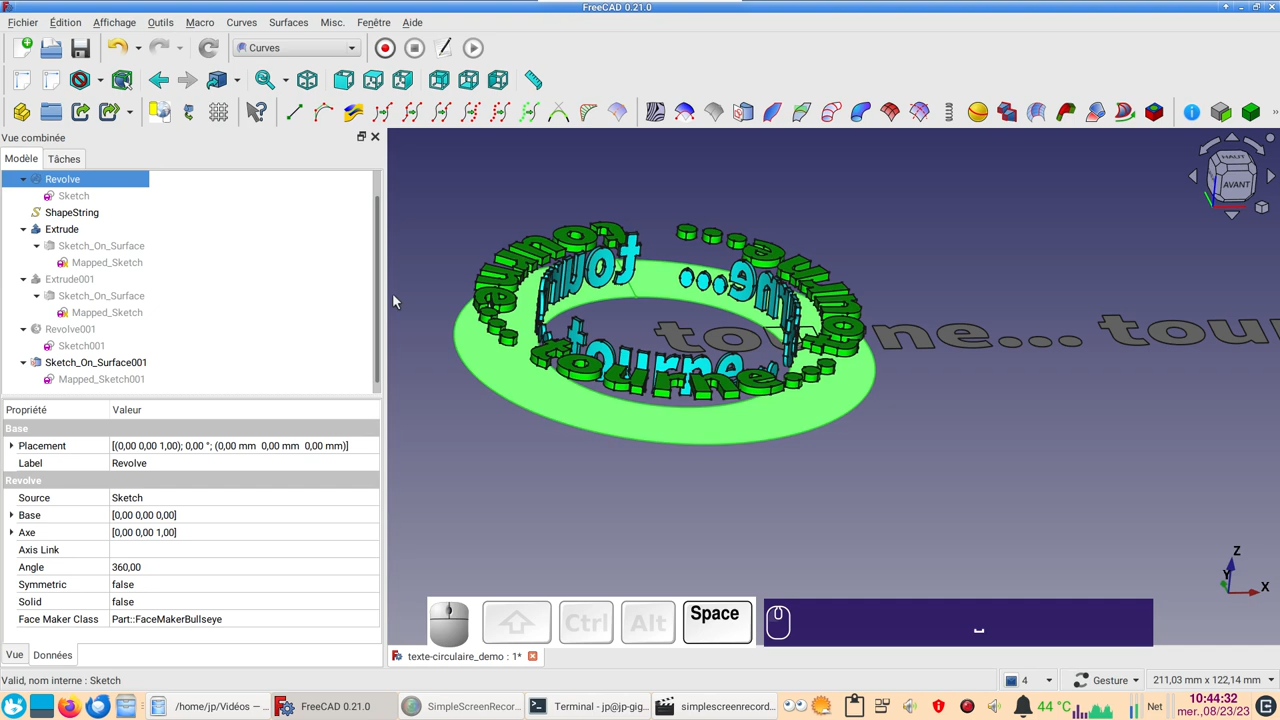 FreeCAD 0.21.0
Fichier Édition Affichage Outils Macro Curves Surfaces Misc. Fenêtre Aide
Curves
Vue combinée
Modèle Tâches
Revolve
Sketch
ShapeString
Extrude
Sketch_On_Surface
Mapped_Sketch
Extrude001
Sketch_On_Surface
Mapped_Sketch
Revolve001
Sketch001
Sketch_On_Surface001
Mapped_Sketch001
Propriété Valeur
Base
Placement [(0,00 0,00 1,00); 0,00 °; (0,00 mm 0,00 mm 0,00 mm)]
Label Revolve
Revolve
Source Sketch
Base [0,00 0,00 0,00]
Axe [0,00 0,00 1,00]
Axis Link
Angle 360,00
Symmetric false
Solid false
Face Maker Class Part::FaceMakerBullseye
Vue Données
HAUT
AVANT
tourne...
tourne...
Z
Y
X
Ctrl Alt Space
texte-circulaire_demo : 1*
Valid, nom interne : Sketch
4 Gesture 211,03 mm x 122,14 mm
/home/jp/Vidéos – ... FreeCAD 0.21.0 SimpleScreenRec... Terminal - jp@jp-gig... simplescreenrecord... 44 °C Net 10:44:32
mer.,08/23/23